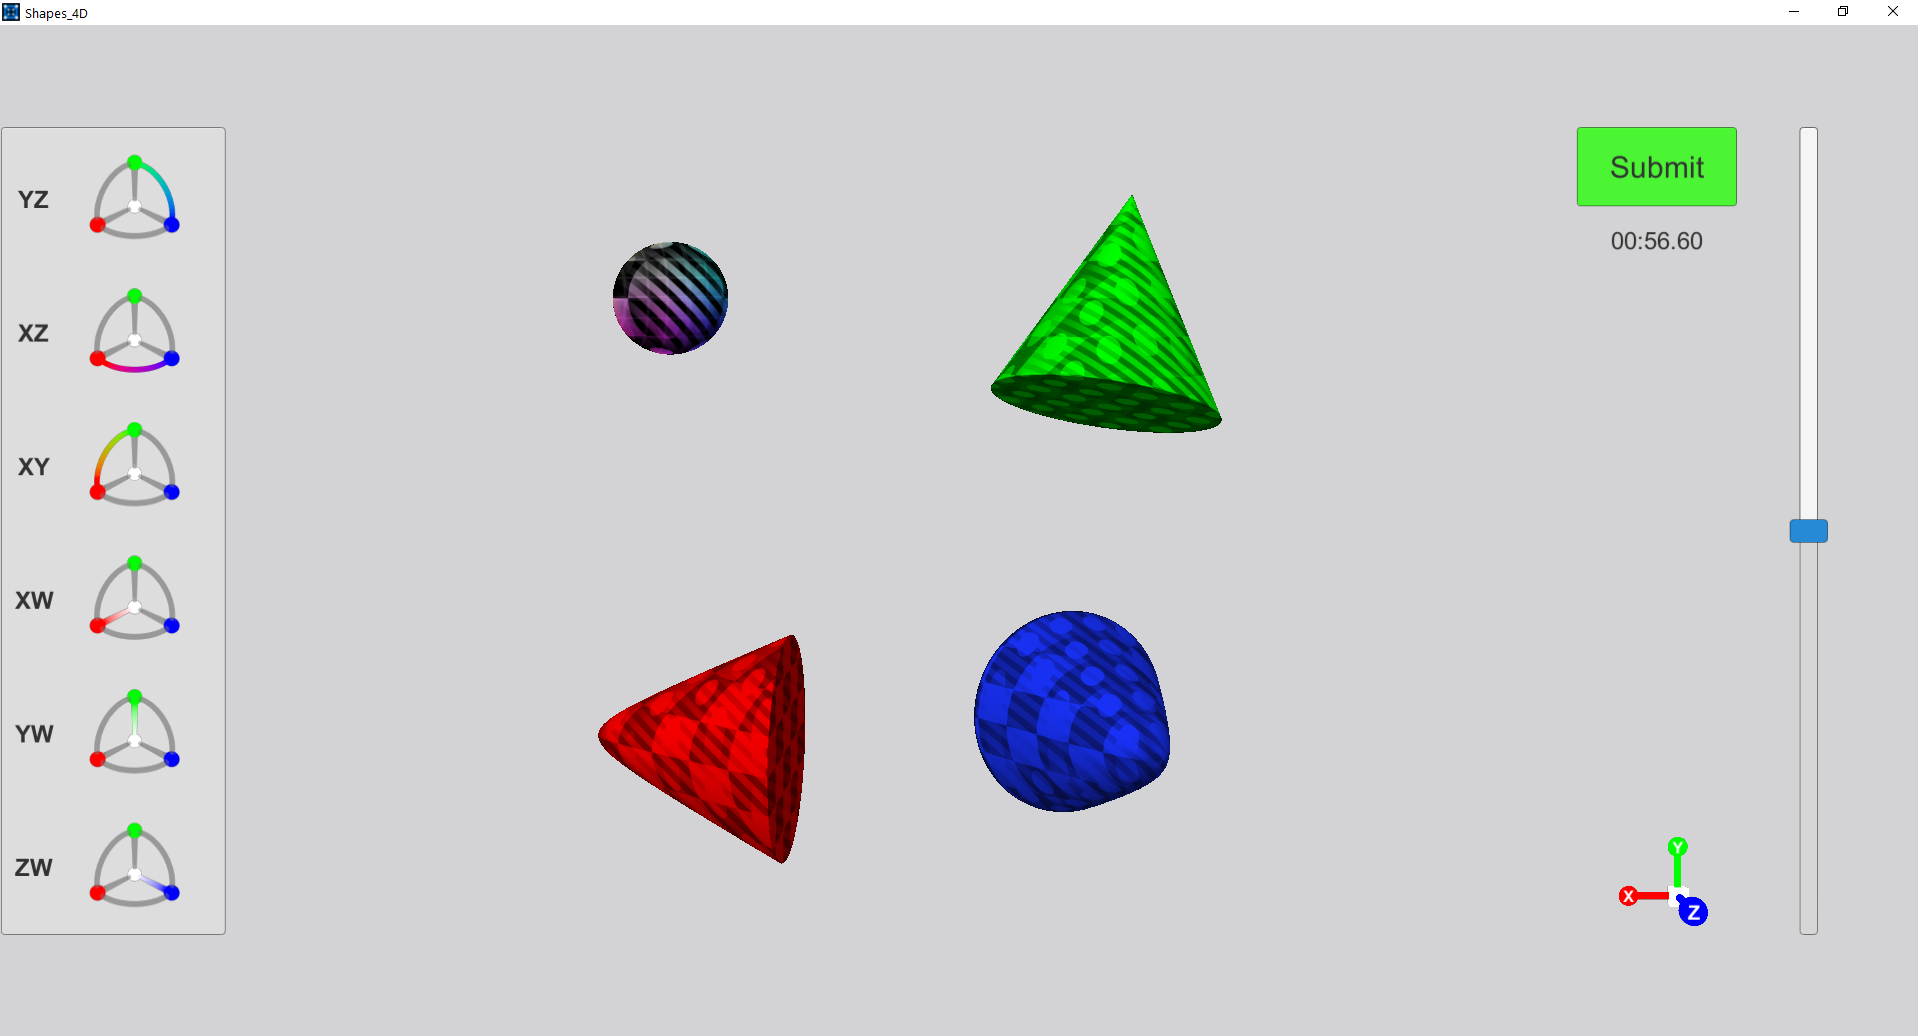 Shapes_4D
YZ
XZ
XY
XW
YW
ZW
Submit
00:56.60
Y
X
Z